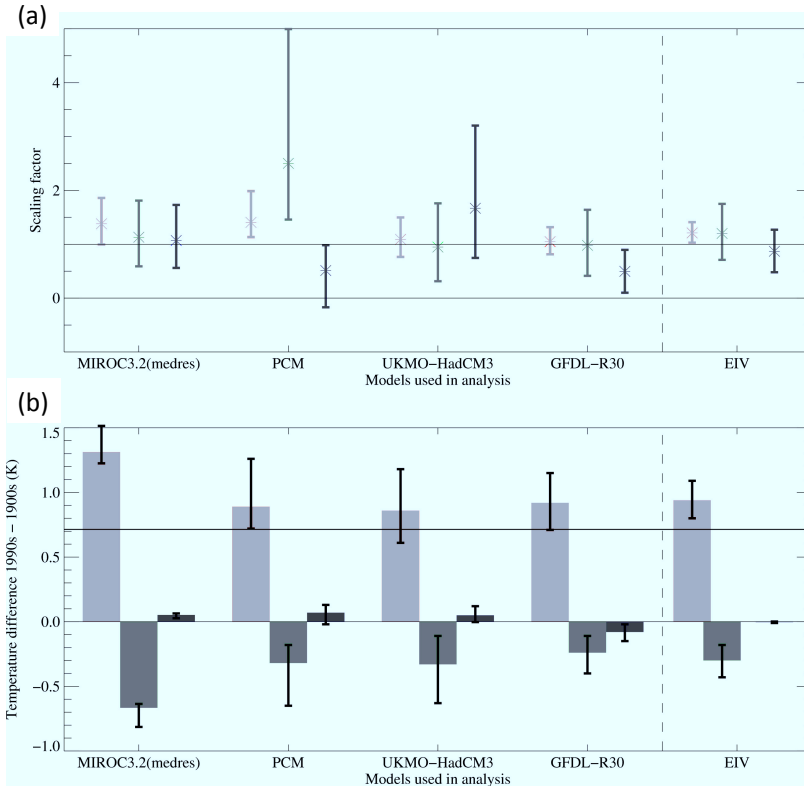 (a)
Scaling factor
4
2
1
0
MIROC3.2(medres) PCM UKMO−HadCM3 GFDL−R30 EIV
Models used in analysis
(b)
Temperature difference 1990s − 1900s (K)
1.5
1.0
0.5
0.0
−0.5
−1.0
MIROC3.2(medres) PCM UKMO−HadCM3 GFDL−R30 EIV
Models used in analysis